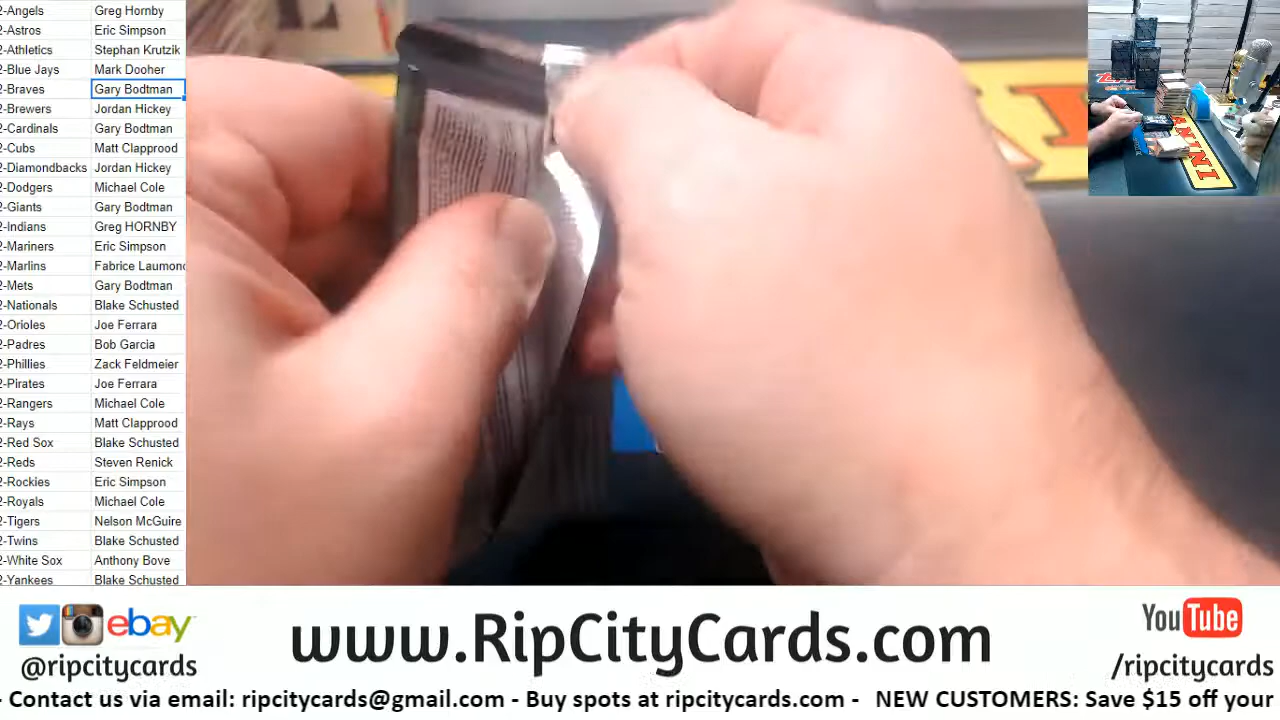 2-Angels Greg Hornby
2-Astros Eric Simpson
2-Athletics Stephan Krutzik
2-Blue Jays Mark Dooher
2-Braves Gary Bodtman
2-Brewers Jordan Hickey
2-Cardinals Gary Bodtman
2-Cubs Matt Clapprood
2-Diamondbacks Jordan Hickey
2-Dodgers Michael Cole
2-Giants Gary Bodtman
2-Indians Greg HORNBY
2-Mariners Eric Simpson
2-Marlins Fabrice Laumond
2-Mets Gary Bodtman
2-Nationals Blake Schusted
2-Orioles Joe Ferrara
2-Padres Bob Garcia
2-Phillies Zack Feldmeier
2-Pirates Joe Ferrara
2-Rangers Michael Cole
2-Rays Matt Clapprood
2-Red Sox Blake Schusted
2-Reds Steven Renick
2-Rockies Eric Simpson
2-Royals Michael Cole
2-Tigers Nelson McGuire
2-Twins Blake Schusted
2-White Sox Anthony Bove
2-Yankees Blake Schusted
ANINI
ebay
@ripcitycards
www.RipCityCards.com
YouTube
/ripcitycards
- Contact us via email: ripcitycards@gmail.com - Buy spots at ripcitycards.com - NEW CUSTOMERS: Save $15 off your